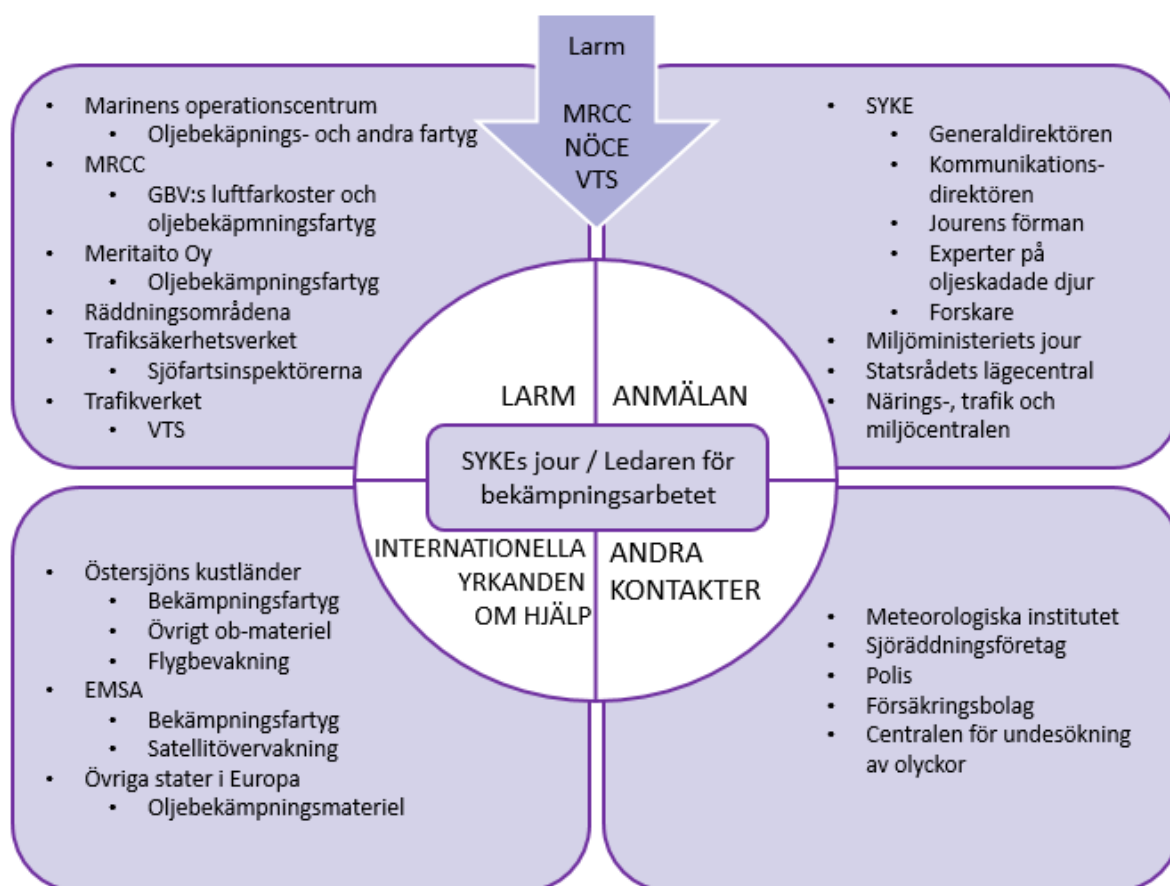 Larm
MRCC
NÖCE
VTS
• Marinens operationscentrum
• Oljebekäpnings- och andra fartyg
• MRCC
• GBV:s luftfarkoster och
oljebekäpmningsfartyg
• Meritaito Oy
• Oljebekämpningsfartyg
• Räddningsområdena
• Trafiksäkerhetsverket
• Sjöfartsinspektörerna
• Trafikverket
• VTS
• SYKE
• Generaldirektören
• Kommunikations-
direktören
• Jourens förman
• Experter på
oljeskadade djur
• Forskare
• Miljöministeriets jour
• Statsrådets lägecentral
• Närings-, trafik och
miljöcentralen
LARM
ANMÄLAN
SYKEs jour / Ledaren för
bekämpningsarbetet
INTERNATIONELLA
YRKANDEN
OM HJÄLP
ANDRA
KONTAKTER
• Östersjöns kustländer
• Bekämpningsfartyg
• Övrigt ob-materiel
• Flygbevakning
• EMSA
• Bekämpningsfartyg
• Satellitövervakning
• Övriga stater i Europa
• Oljebekämpningsmateriel
• Meteorologiska institutet
• Sjöräddningsföretag
• Polis
• Försäkringsbolag
• Centralen för undesökning
av olyckor